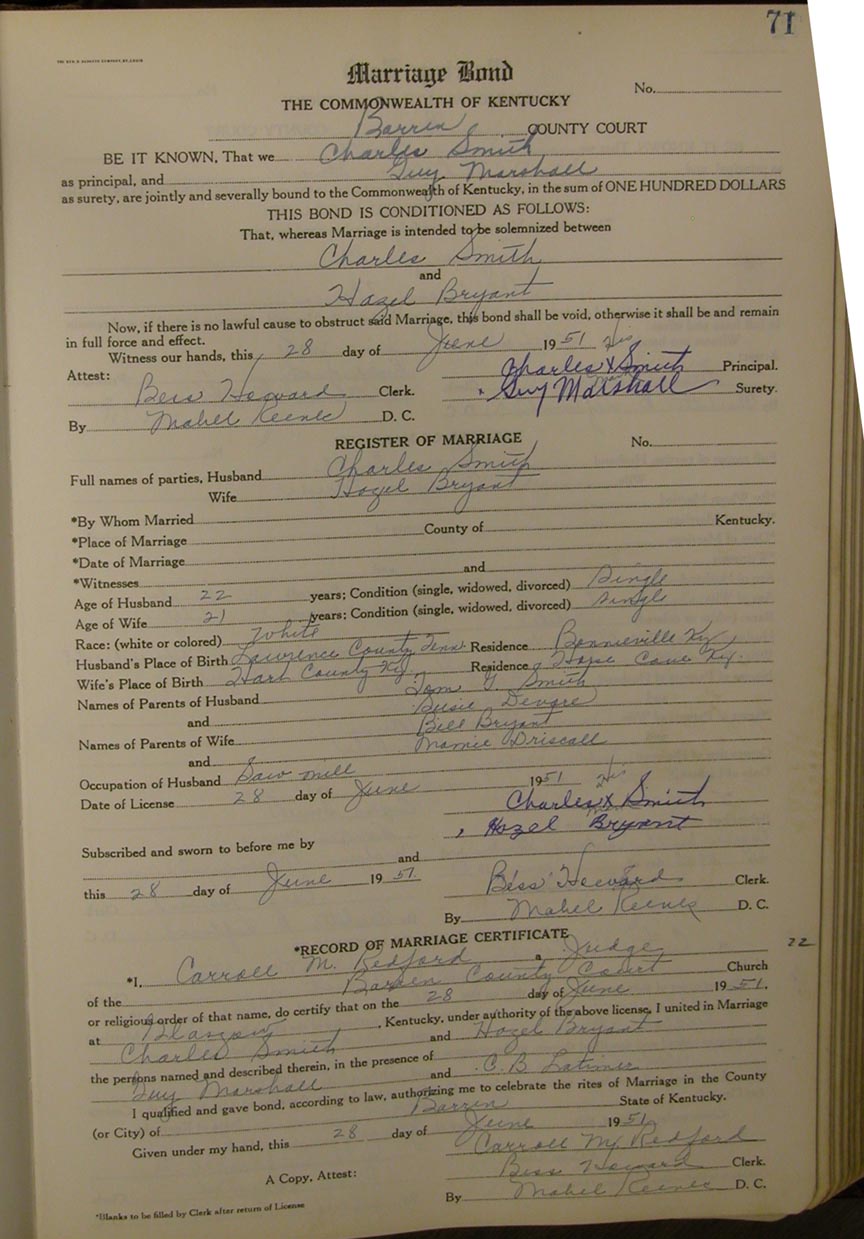 71
Marriage Bond
THE COMMONWEALTH OF KENTUCKY No.
Barren COUNTY COURT
BE IT KNOWN, That we Charles Smith
as principal, and Guy Marshall
as surety, are jointly and severally bound to the Commonwealth of Kentucky, in the sum of ONE HUNDRED DOLLARS
THIS BOND IS CONDITIONED AS FOLLOWS:
That, whereas Marriage is intended to be solemnized between
Charles Smith
and
Hazel Bryant
Now, if there is no lawful cause to obstruct said Marriage, this bond shall be void, otherwise it shall be and remain
in full force and effect.
Witness our hands, this 28 day of June 1951 his
Attest: Charles X Smith Principal.
Bess Howard Clerk. Guy Marshall Surety.
By Mabel Keenes D. C.
REGISTER OF MARRIAGE No.
Full names of parties, Husband Charles Smith
Wife Hazel Bryant
*By Whom Married
*Place of Marriage County of Kentucky.
*Date of Marriage
*Witnesses and
Age of Husband 22 years; Condition (single, widowed, divorced) Single
Age of Wife 21 years; Condition (single, widowed, divorced) single
Race: (white or colored) White
Husband's Place of Birth Lawrence County Tenn. Residence Bonnieville Ky
Wife's Place of Birth Hart County Ky Residence Horse Cave Ky.
Names of Parents of Husband Tom G. Smith
and Susie Devore
Names of Parents of Wife Bill Bryant
and Mamie Driscall
Occupation of Husband Saw mill
Date of License 28 day of June 1951 his
Charles X Smith
Hazel Bryant
Subscribed and sworn to before me by
and
this 28 day of June 1951 Bess Howard Clerk.
By Mabel Keenes D. C.
*RECORD OF MARRIAGE CERTIFICATE 22
*I, Carroll M. Redford a Judge
of the Barren County Court Church
or religious order of that name, do certify that on the 28 day of June 1951,
at Glasgow, Kentucky, under authority of the above license, I united in Marriage
Charles Smith and Hazel Bryant
the persons named and described therein, in the presence of
Guy Marshall and C. B. Latimer
I qualified and gave bond, according to law, authorizing me to celebrate the rites of Marriage in the County
(or City) of Barren State of Kentucky.
Given under my hand, this 28 day of June 1951
Carroll M. Redford
A Copy, Attest: Bess Howard Clerk.
By Mabel Keenes D. C.
*Blanks to be filled by Clerk after return of License